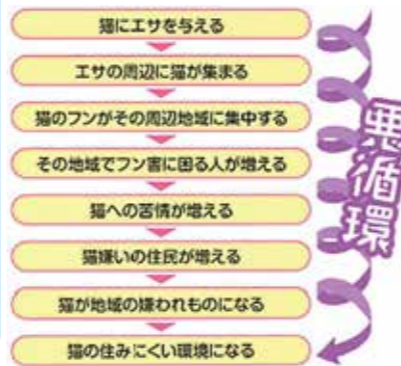 猫にエサを与える
エサの周辺に猫が集まる
猫のフンがその周辺地域に集中する
その地域でフン害に困る人が増える
猫への苦情が増える
猫嫌いの住民が増える
猫が地域の嫌われものになる
猫の住みにくい環境になる
悪循環